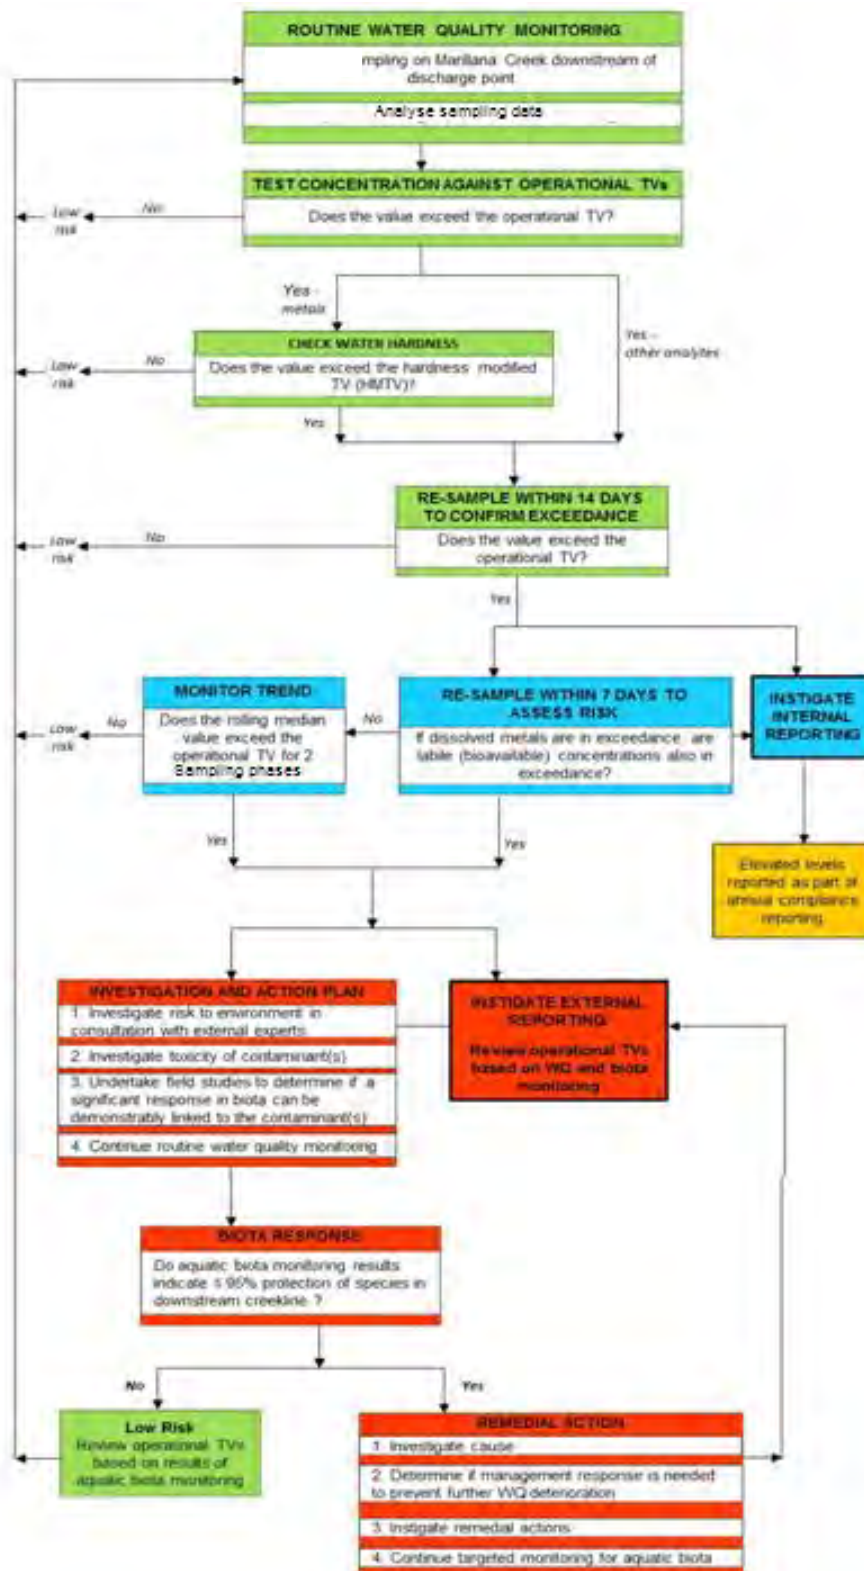 ROUTINE WATER QUALITY MONITORING
mpling on Marillana Creek downstream of
discharge point
Analyse sampling data
TEST CONCENTRATION AGAINST OPERATIONAL TVs
Does the value exceed the operational TV?
No
Low
risk
Yes -
metals
Yes -
other analytes
CHECK WATER HARDNESS
Does the value exceed the hardness modified
TV (HMTV)?
No
Low
risk
Yes
RE-SAMPLE WITHIN 14 DAYS
TO CONFIRM EXCEEDANCE
Does the value exceed the
operational TV?
No
Low
risk
Yes
MONITOR TREND
Does the rolling median
value exceed the
operational TV for 2
Sampling phases
No
Low
risk
RE-SAMPLE WITHIN 7 DAYS TO
ASSESS RISK
If dissolved metals are in exceedance are
labile (bioavailable) concentrations also in
exceedance?
No
INSTIGATE
INTERNAL
REPORTING
Yes
Yes
Elevated levels
reported as part of
annual compliance
reporting
INVESTIGATION AND ACTION PLAN
1. Investigate risk to environment in
consultation with external experts
2. Investigate toxicity of contaminant(s)
3. Undertake field studies to determine if a
significant response in biota can be
demonstrably linked to the contaminant(s)
4. Continue routine water quality monitoring
INSTIGATE EXTERNAL
REPORTING
Review operational TVs
based on WQ and biota
monitoring
BIOTA RESPONSE
Do aquatic biota monitoring results
indicate ≤ 95% protection of species in
downstream creekline ?
No
Yes
Low Risk
Review operational TVs
based on results of
aquatic biota monitoring
REMEDIAL ACTION
1. Investigate cause
2. Determine if management response is needed
to prevent further WQ deterioration
3. Instigate remedial actions
4. Continue targeted monitoring for aquatic biota